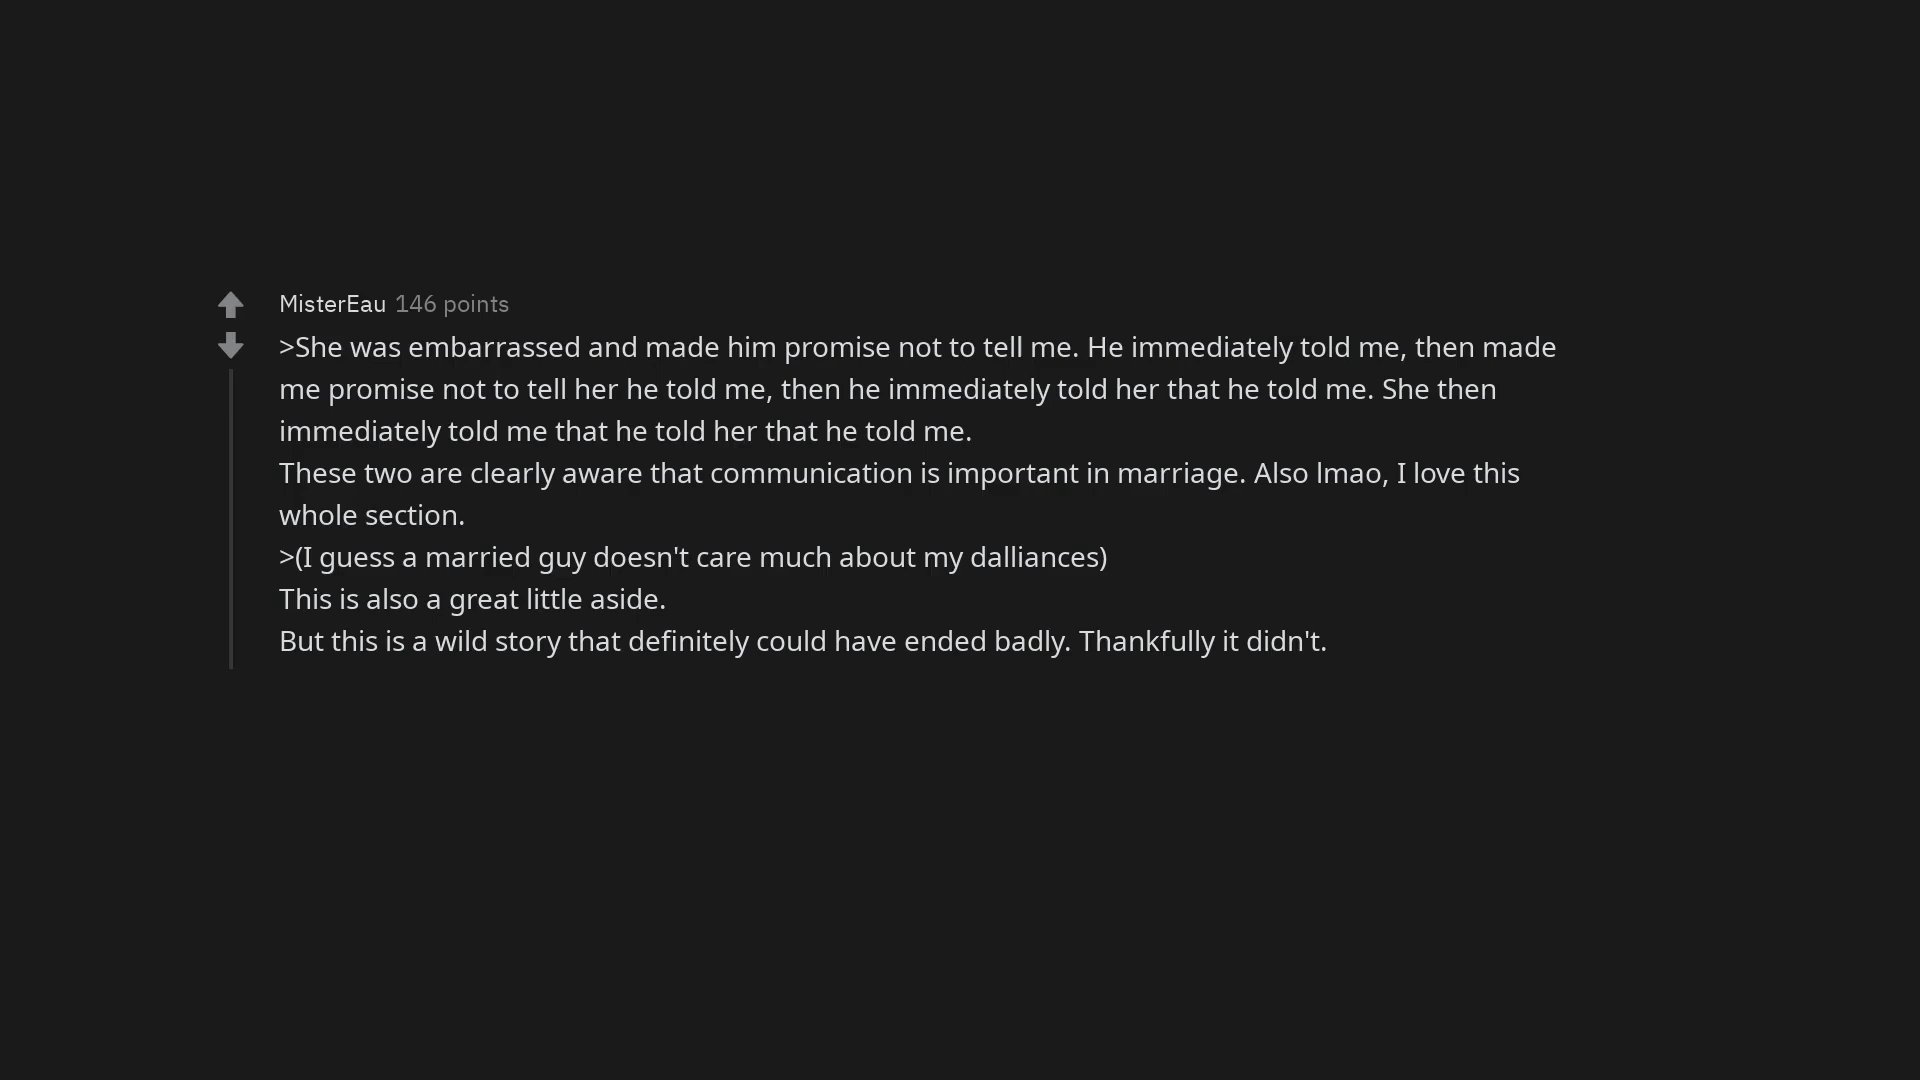 MisterEau 146 points
>She was embarrassed and made him promise not to tell me. He immediately told me, then made
me promise not to tell her he told me, then he immediately told her that he told me. She then
immediately told me that he told her that he told me.
These two are clearly aware that communication is important in marriage. Also lmao, I love this
whole section.
>(I guess a married guy doesn't care much about my dalliances)
This is also a great little aside.
But this is a wild story that definitely could have ended badly. Thankfully it didn't.